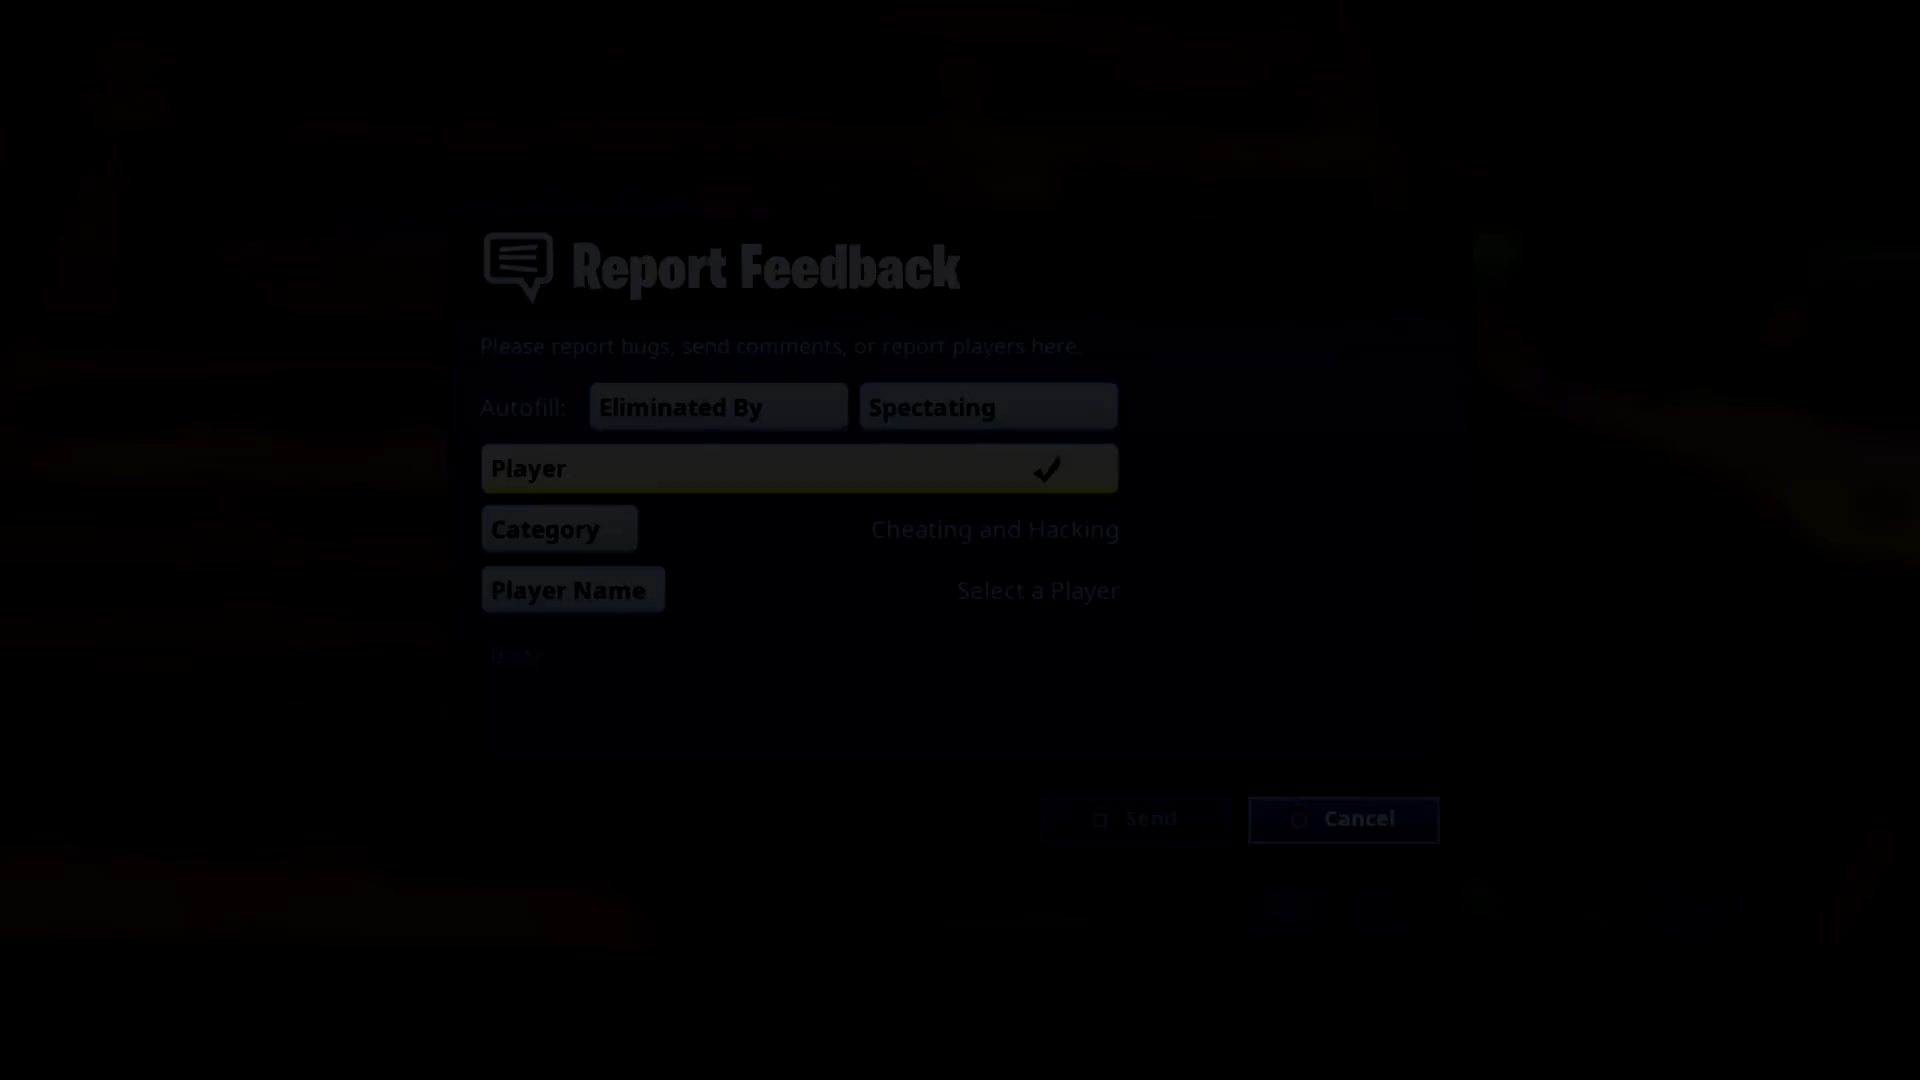 Report Feedback
Please report bugs, send comments, or report players here.
Autofill: Eliminated By Spectating
Player
Category Cheating and Hacking
Player Name Select a Player
Body
Send Cancel